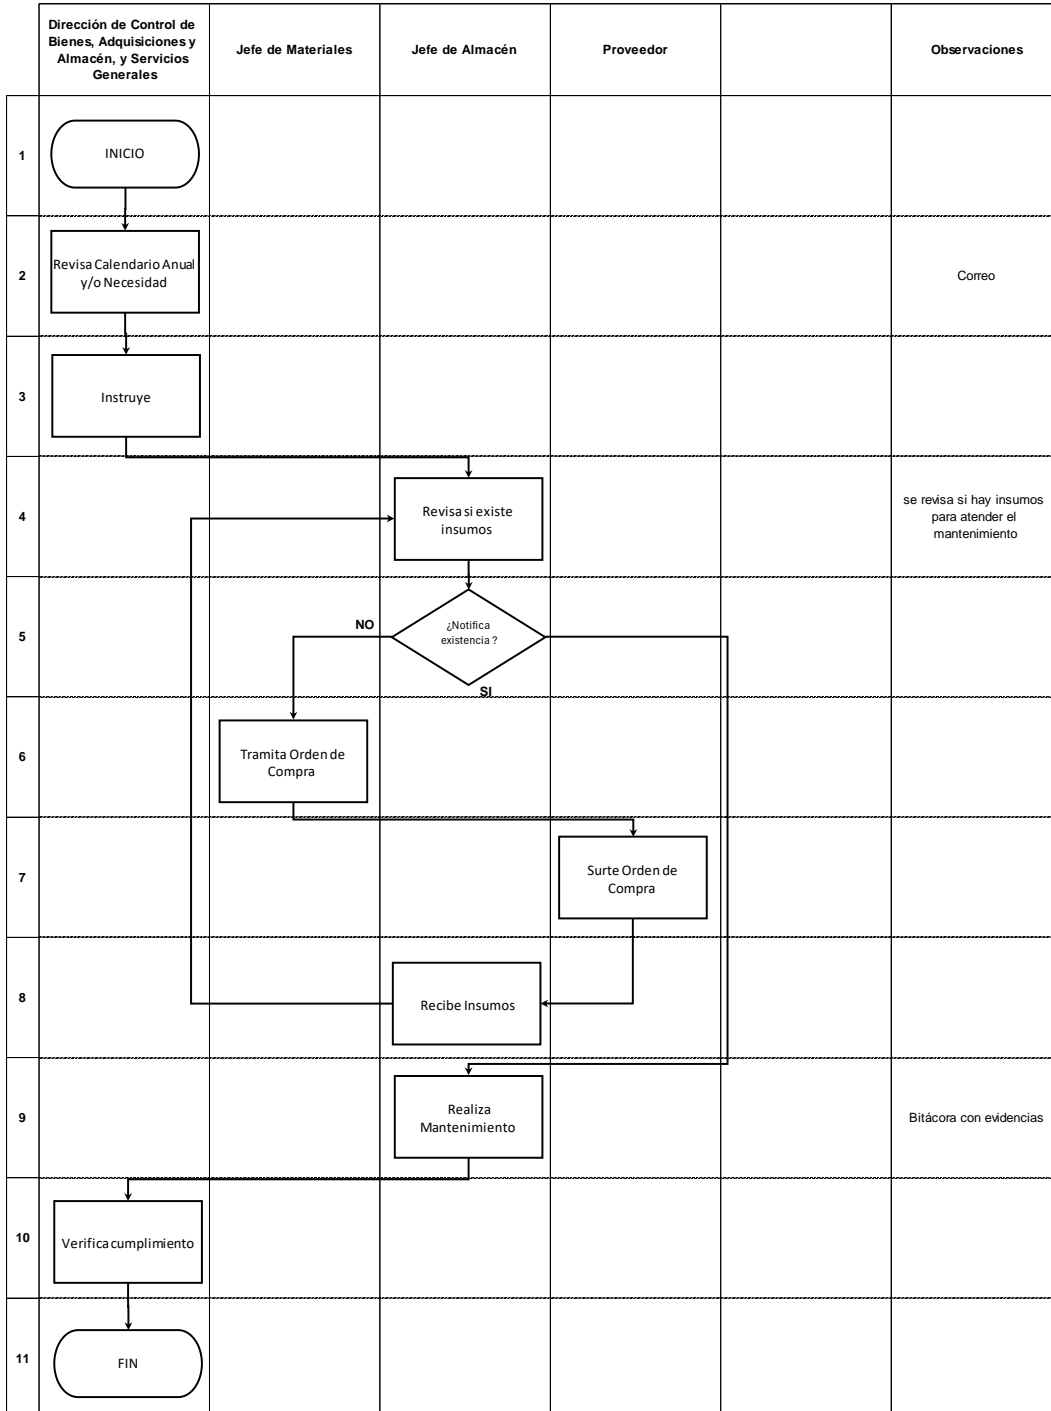 Dirección de Control de
Bienes, Adquisiciones y
Almacén, y Servicios
Generales
Jefe de Materiales
Jefe de Almacén
Proveedor
Observaciones
1
INICIO
2
Revisa Calendario Anual
y/o Necesidad
Correo
3
Instruye
4
Revisa si existe
insumos
se revisa si hay insumos
para atender el
mantenimiento
5
NO
¿Notifica
existencia ?
SI
6
Tramita Orden de
Compra
7
Surte Orden de
Compra
8
Recibe Insumos
9
Realiza
Mantenimiento
Bitácora con evidencias
10
Verifica cumplimiento
11
FIN